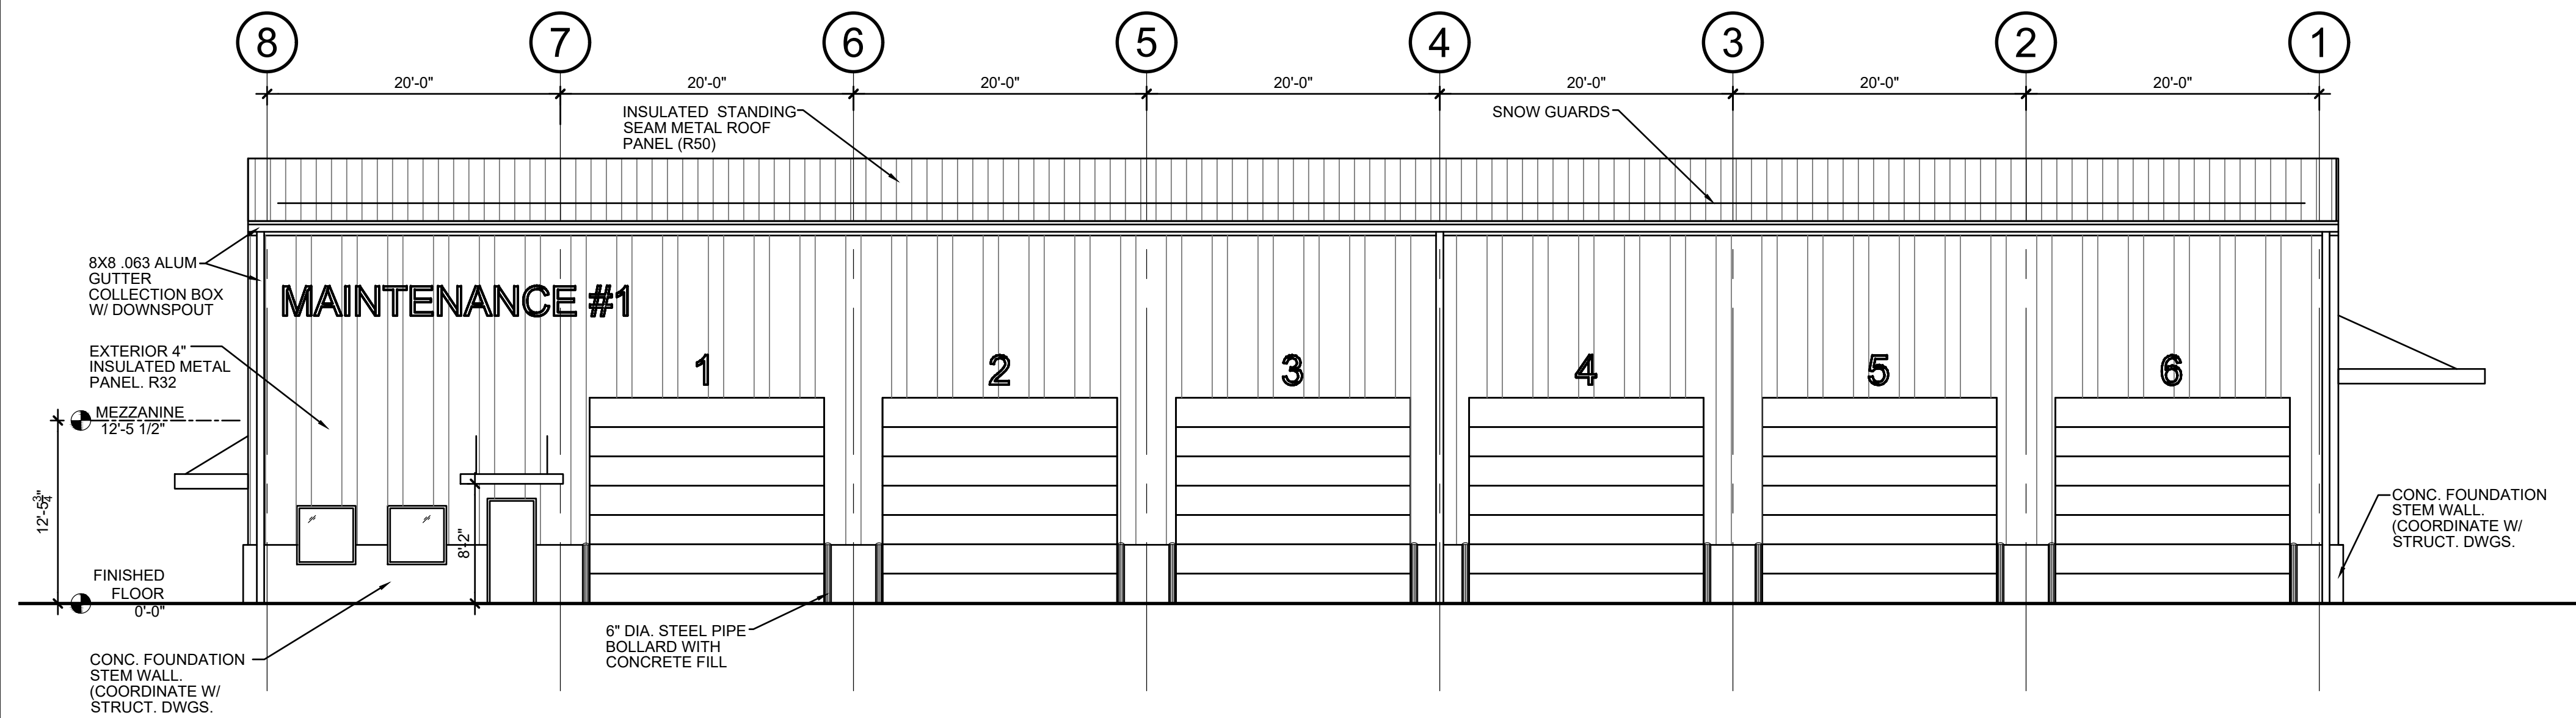 8 7 6 5 4 3 2 1
20'-0" 20'-0" 20'-0" 20'-0" 20'-0" 20'-0" 20'-0"
INSULATED STANDING
SEAM METAL ROOF
PANEL (R50)
SNOW GUARDS
8X8 .063 ALUM
GUTTER
COLLECTION BOX
W/ DOWNSPOUT
MAINTENANCE #1
EXTERIOR 4"
INSULATED METAL
PANEL. R32
1 2 3 4 5 6
MEZZANINE
12'-5 1/2"
12'-5 3/4"
8'-2"
FINISHED
FLOOR
0'-0"
CONC. FOUNDATION
STEM WALL.
(COORDINATE W/
STRUCT. DWGS.
6" DIA. STEEL PIPE
BOLLARD WITH
CONCRETE FILL
CONC. FOUNDATION
STEM WALL.
(COORDINATE W/
STRUCT. DWGS.